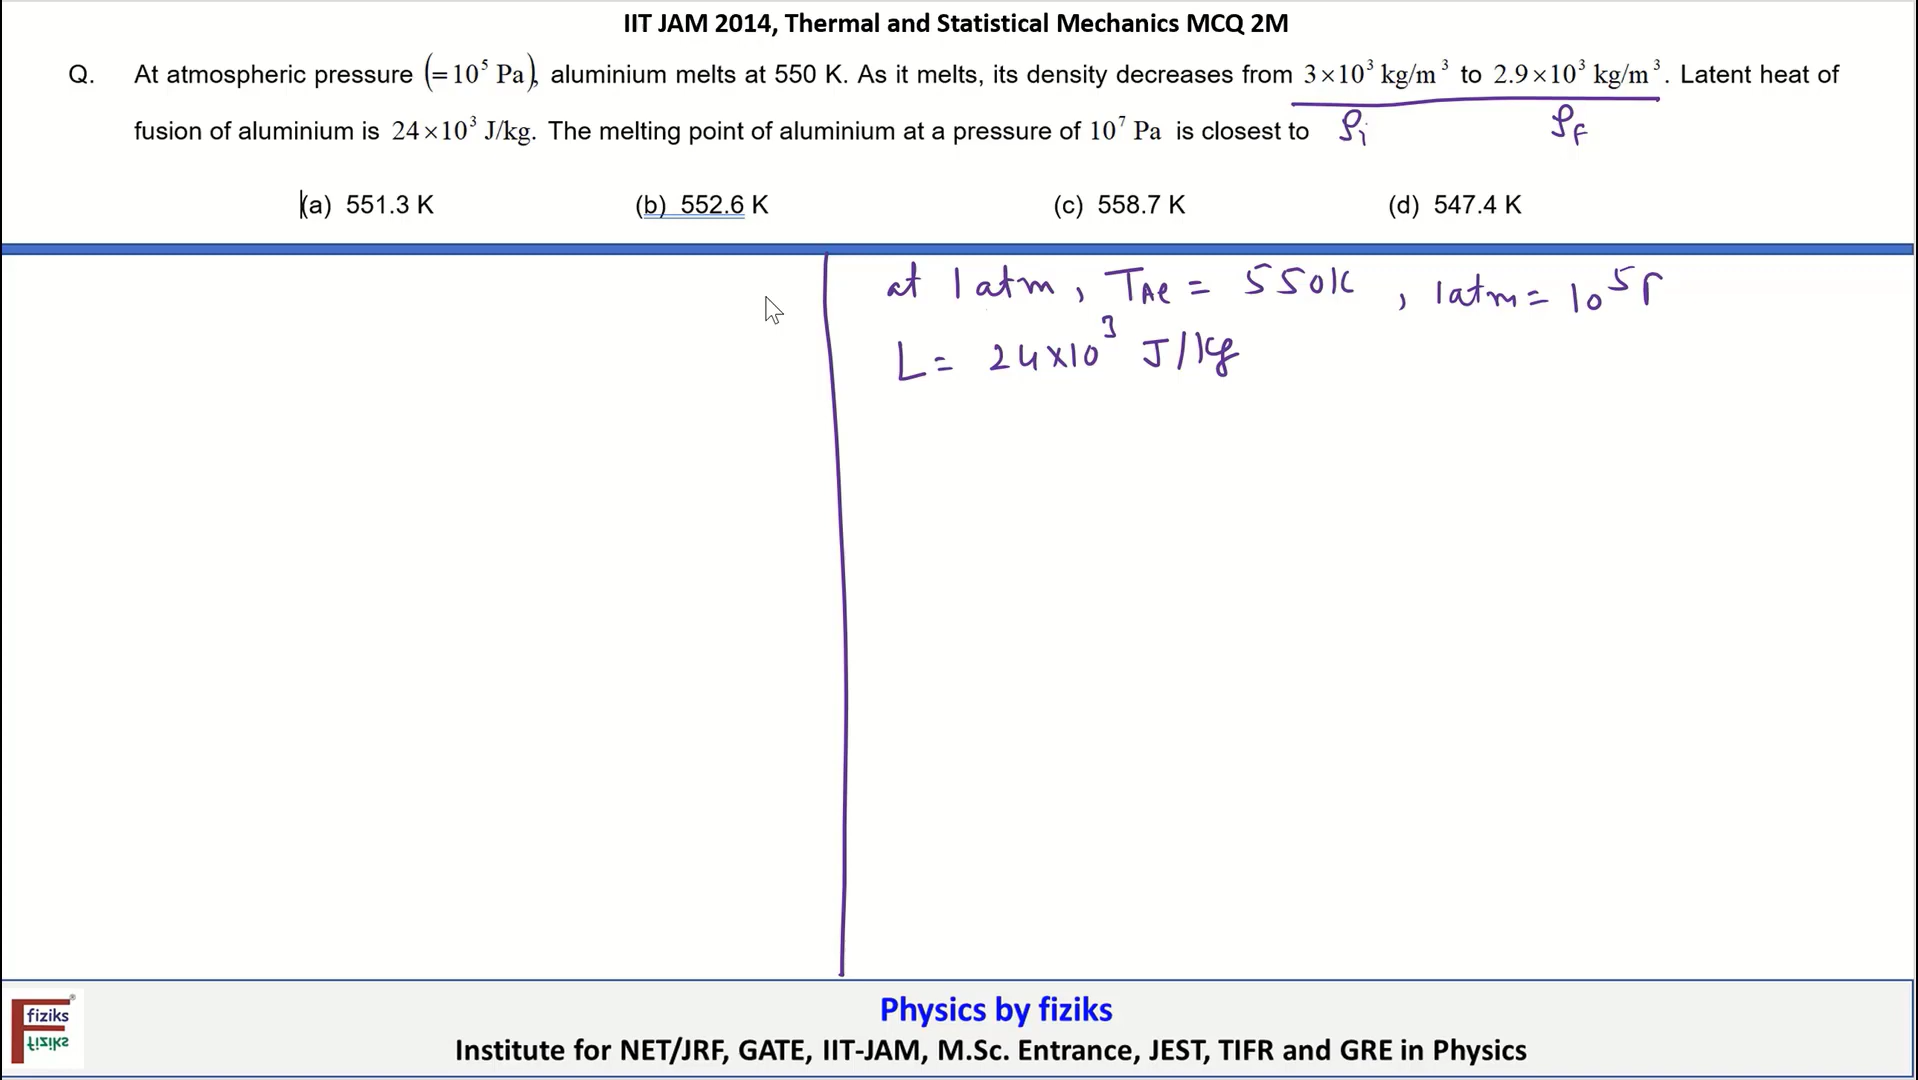 IIT JAM 2014, Thermal and Statistical Mechanics MCQ 2M
Q. At atmospheric pressure (=10⁵ Pa), aluminium melts at 550 K. As it melts, its density decreases from 3×10³ kg/m³ to 2.9×10³ kg/m³. Latent heat of
fusion of aluminium is 24×10³ J/kg. The melting point of aluminium at a pressure of 10⁷ Pa is closest to ρi ρF
(a) 551.3 K (b) 552.6 K (c) 558.7 K (d) 547.4 K
at 1 atm, TAl = 550K, 1atm = 10⁵ P
L = 24×10³ J/kg
fiziks
fiziks
Physics by fiziks
Institute for NET/JRF, GATE, IIT-JAM, M.Sc. Entrance, JEST, TIFR and GRE in Physics